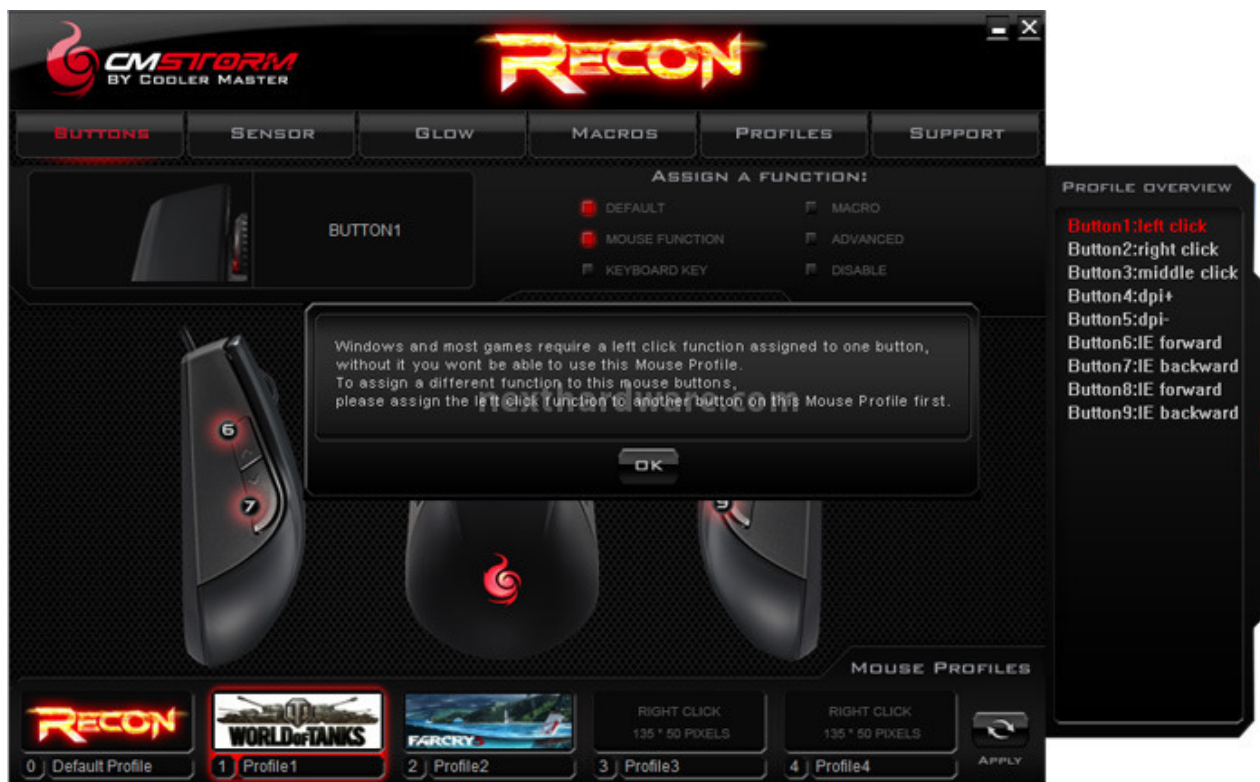 CMSTORM
BY COOLER MASTER
RECON
BUTTONS
SENSOR
GLOW
MACROS
PROFILES
SUPPORT
BUTTON1
ASSIGN A FUNCTION:
DEFAULT
MACRO
MOUSE FUNCTION
ADVANCED
KEYBOARD KEY
DISABLE
PROFILE OVERVIEW
Button1:left click
Button2:right click
Button3:middle click
Button4:dpi+
Button5:dpi-
Button6:IE forward
Button7:IE backward
Button8:IE forward
Button9:IE backward
Windows and most games require a left click function assigned to one button,
without it you wont be able to use this Mouse Profile.
To assign a different function to this mouse buttons,
please assign the left click function to another button on this Mouse Profile first.
nexthardware.com
OK
6
7
9
MOUSE PROFILES
RECON
WORLD OF TANKS
FARCRY3
RIGHT CLICK
135 * 50 PIXELS
RIGHT CLICK
135 * 50 PIXELS
0 Default Profile
1 Profile1
2 Profile2
3 Profile3
4 Profile4
APPLY